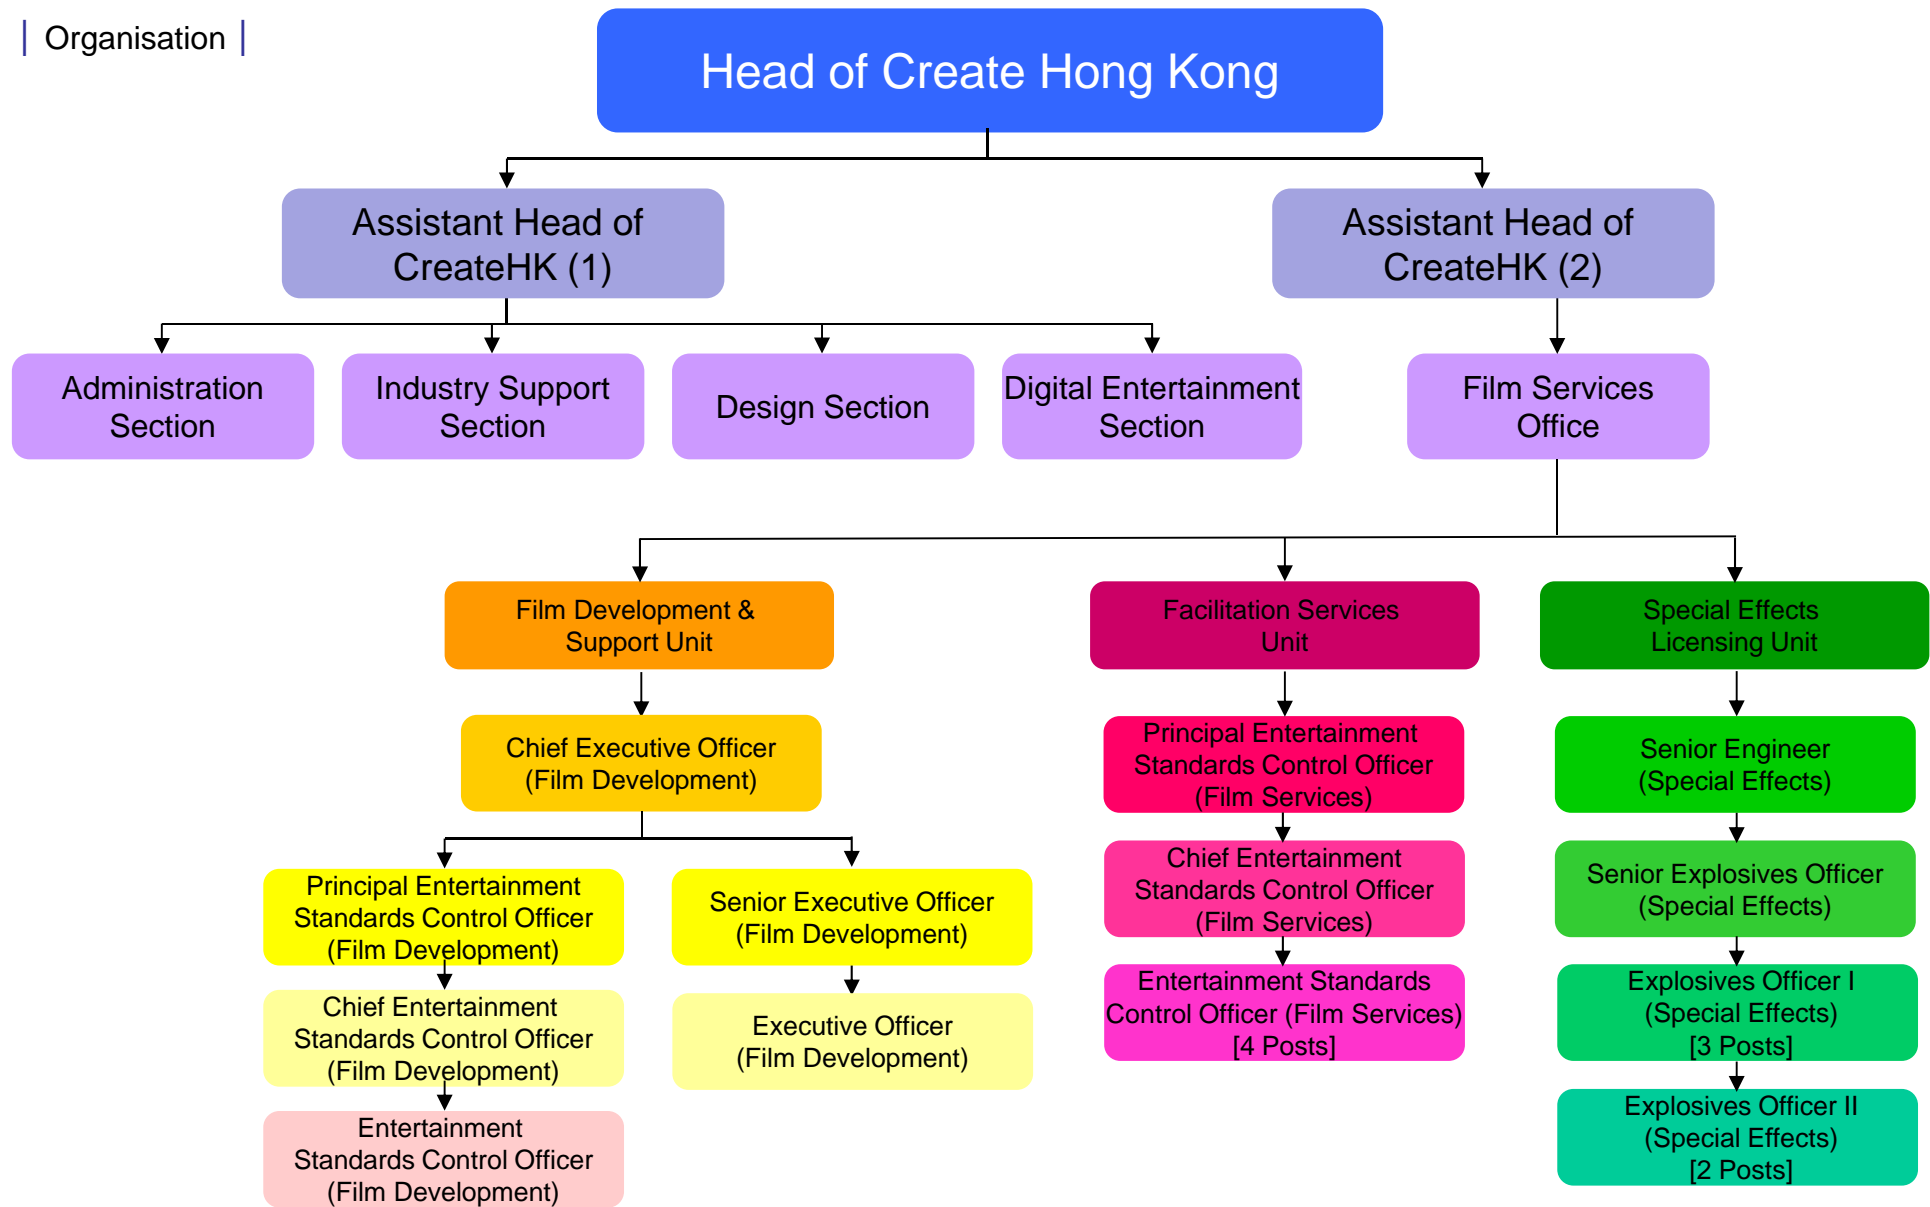 | Organisation |
Head of Create Hong Kong
Assistant Head of
CreateHK (1)
Assistant Head of
CreateHK (2)
Administration
Section
Industry Support
Section
Design Section
Digital Entertainment
Section
Film Services
Office
Film Development &
Support Unit
Facilitation Services
Unit
Special Effects
Licensing Unit
Chief Executive Officer
(Film Development)
Principal Entertainment
Standards Control Officer
(Film Services)
Senior Engineer
(Special Effects)
Principal Entertainment
Standards Control Officer
(Film Development)
Senior Executive Officer
(Film Development)
Chief Entertainment
Standards Control Officer
(Film Services)
Senior Explosives Officer
(Special Effects)
Chief Entertainment
Standards Control Officer
(Film Development)
Executive Officer
(Film Development)
Entertainment Standards
Control Officer (Film Services)
[4 Posts]
Explosives Officer I
(Special Effects)
[3 Posts]
Entertainment
Standards Control Officer
(Film Development)
Explosives Officer II
(Special Effects)
[2 Posts]